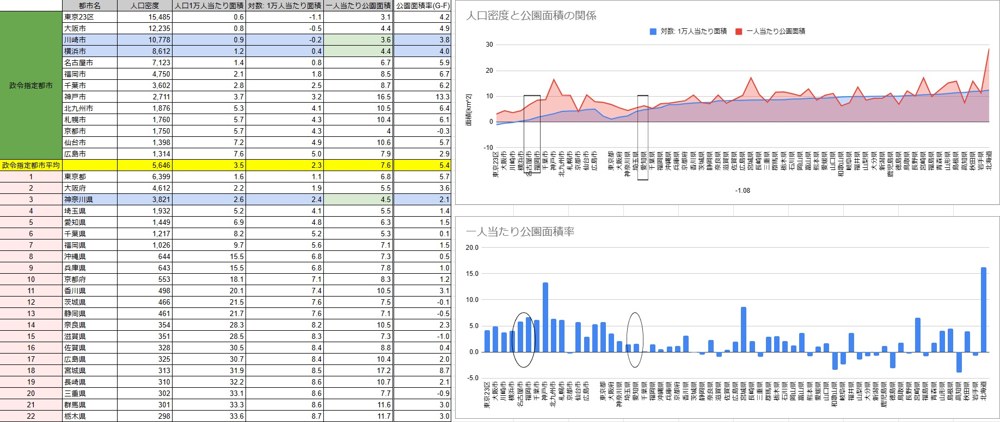 都市名 人口密度 人口1万人当たり面積 対数: 1万人当たり面積 一人当たり公園面積 公園面積率(G-F)
政令指定都市
東京23区 15,485 0.6 -1.1 3.1 4.2
大阪市 12,235 0.8 -0.5 4.4 4.9
川崎市 10,778 0.9 -0.2 3.6 3.8
横浜市 8,612 1.2 0.4 4.4 4.0
名古屋市 7,123 1.4 0.8 6.7 5.9
福岡市 4,750 2.1 1.8 8.5 6.7
千葉市 3,602 2.8 2.5 8.7 6.2
神戸市 2,711 3.7 3.2 16.5 13.3
北九州市 1,876 5.3 4.1 10.5 6.4
札幌市 1,760 5.7 4.3 10.4 6.1
京都市 1,750 5.7 4.3 4 -0.3
仙台市 1,398 7.2 4.9 10.6 5.7
広島市 1,314 7.6 5.0 7.9 2.9
政令指定都市平均 5,646 3.5 2.3 7.6 5.4
1 東京都 6,399 1.6 1.1 6.8 5.7
2 大阪府 4,612 2.2 1.9 5.5 3.6
3 神奈川県 3,821 2.6 2.4 4.5 2.1
4 埼玉県 1,932 5.2 4.1 5.5 1.4
5 愛知県 1,449 6.9 4.8 6.3 1.5
6 千葉県 1,217 8.2 5.2 5.3 0.1
7 福岡県 1,026 9.7 5.6 7.1 1.5
8 沖縄県 644 15.5 6.8 7.3 0.5
9 兵庫県 643 15.5 6.8 7.8 1.0
10 京都府 553 18.1 7.1 8.3 1.2
11 香川県 498 20.1 7.4 10.5 3.1
12 茨城県 466 21.5 7.6 7.5 -0.1
13 静岡県 461 21.7 7.6 7.1 -0.5
14 奈良県 354 28.3 8.2 10.5 2.3
15 滋賀県 351 28.5 8.3 7.3 -1.0
16 佐賀県 328 30.5 8.4 8.8 0.4
17 広島県 325 30.7 8.4 10.4 2.0
18 宮城県 313 31.9 8.5 17.2 8.7
19 長崎県 310 32.2 8.6 10.7 2.1
20 三重県 302 33.1 8.6 7.7 -0.9
21 群馬県 301 33.3 8.6 11.6 3.0
22 栃木県 298 33.6 8.7 11.7 3.0
人口密度と公園面積の関係
対数: 1万人当たり面積 一人当たり公園面積
面積[km^2]
30
20
10
0
-10
東京23区 大阪市 川崎市 横浜市 名古屋市 福岡市 千葉市 神戸市 北九州市 札幌市 京都市 仙台市 広島市 東京都 大阪府 神奈川県 埼玉県 愛知県 千葉県 福岡県 沖縄県 兵庫県 京都府 香川県 茨城県 静岡県 奈良県 滋賀県 佐賀県 広島県 宮城県 長崎県 三重県 群馬県 栃木県 石川県 岡山県 富山県 熊本県 愛媛県 山口県 和歌山県 岐阜県 福井県 山梨県 大分県 新潟県 鹿児島県 徳島県 鳥取県 長野県 宮崎県 福島県 青森県 山形県 島根県 高知県 秋田県 岩手県 北海道
-1.08
一人当たり公園面積率
20.0
15.0
10.0
5.0
0.0
-5.0
東京23区 大阪市 川崎市 横浜市 名古屋市 福岡市 千葉市 神戸市 北九州市 札幌市 京都市 仙台市 広島市 東京都 大阪府 神奈川県 埼玉県 愛知県 千葉県 福岡県 沖縄県 兵庫県 京都府 香川県 茨城県 静岡県 奈良県 滋賀県 佐賀県 広島県 宮城県 長崎県 三重県 群馬県 栃木県 石川県 岡山県 富山県 熊本県 愛媛県 山口県 和歌山県 岐阜県 福井県 山梨県 大分県 新潟県 鹿児島県 徳島県 鳥取県 長野県 宮崎県 福島県 青森県 山形県 島根県 高知県 秋田県 岩手県 北海道